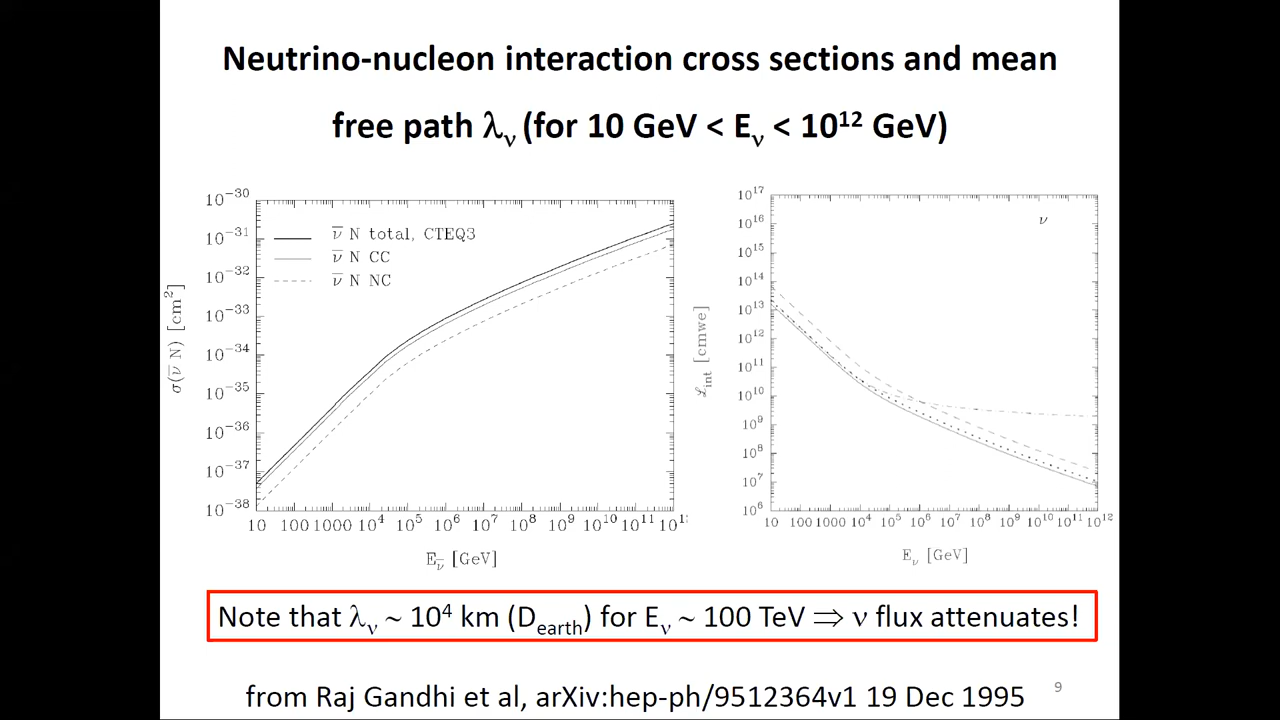 Neutrino-nucleon interaction cross sections and mean
free path λν (for 10 GeV < Eν < 10¹² GeV)
10⁻³⁰
10⁻³¹
10⁻³²
10⁻³³
10⁻³⁴
10⁻³⁵
10⁻³⁶
10⁻³⁷
10⁻³⁸
σ(ν̄ N) [cm²]
ν̄ N total, CTEQ3
ν̄ N CC
ν̄ N NC
10 100 1000 10⁴ 10⁵ 10⁶ 10⁷ 10⁸ 10⁹ 10¹⁰ 10¹¹
E_ν̄ [GeV]
10¹⁷
10¹⁶
10¹⁵
10¹⁴
10¹³
10¹²
10¹¹
10¹⁰
10⁹
10⁸
10⁷
10⁶
ℒint [cmwe]
ν
10 100 1000 10⁴ 10⁵ 10⁶ 10⁷ 10⁸ 10⁹ 10¹⁰ 10¹¹ 10¹²
Eν [GeV]
Note that λν ~ 10⁴ km (Dearth) for Eν ~ 100 TeV ⇒ ν flux attenuates!
from Raj Gandhi et al, arXiv:hep-ph/9512364v1 19 Dec 1995
9